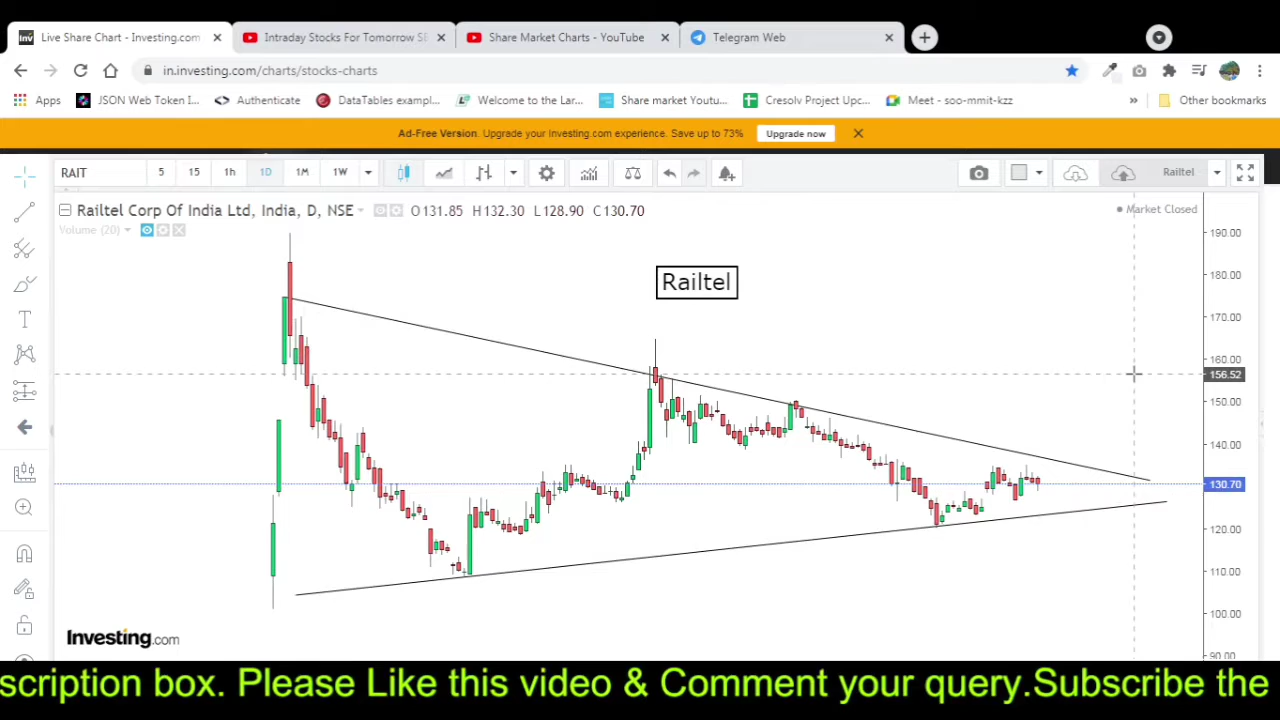 Live Share Chart - Investing.com
Intraday Stocks For Tomorrow SE
Share Market Charts - YouTube
Telegram Web
in.investing.com/charts/stocks-charts
Apps
JSON Web Token I...
Authenticate
DataTables exampl...
Welcome to the Lar...
Share market Youtu...
Cresolv Project Upc...
Meet - soo-mmit-kzz
»
Other bookmarks
Ad-Free Version. Upgrade your Investing.com experience. Save up to 73%
Upgrade now
RAIT
5
15
1h
1D
1M
1W
Railtel
Railtel Corp Of India Ltd, India, D, NSE
O131.85 H132.30 L128.90 C130.70
Market Closed
Volume (20)
Railtel
190.00
180.00
170.00
160.00
156.52
150.00
140.00
130.70
120.00
110.00
100.00
90.00
Investing.com
scription box. Please Like this video & Comment your query.Subscribe the